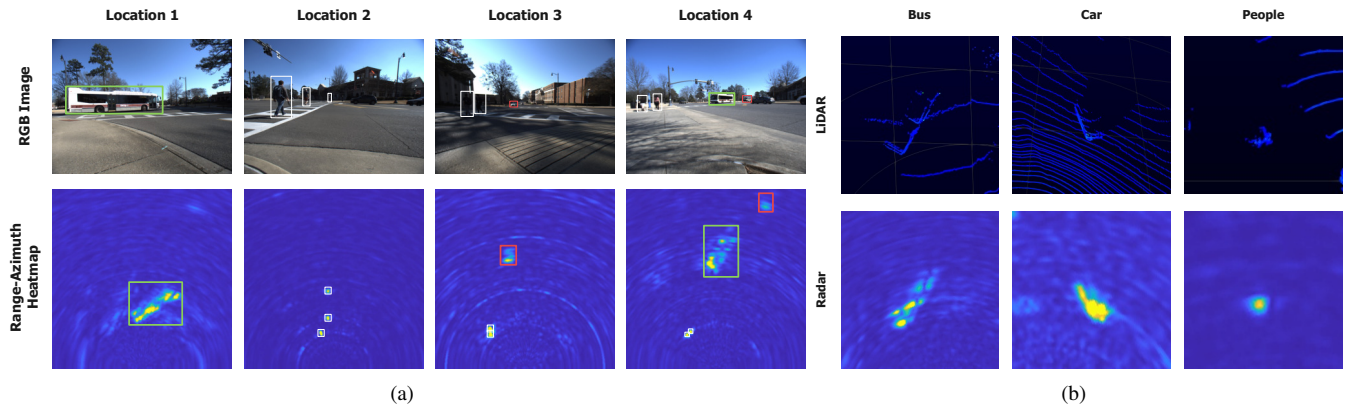 Location 1 Location 2 Location 3 Location 4 Bus Car People
RGB Image
LiDAR
Range-Azimuth
Heatmap
Radar
(a) (b)